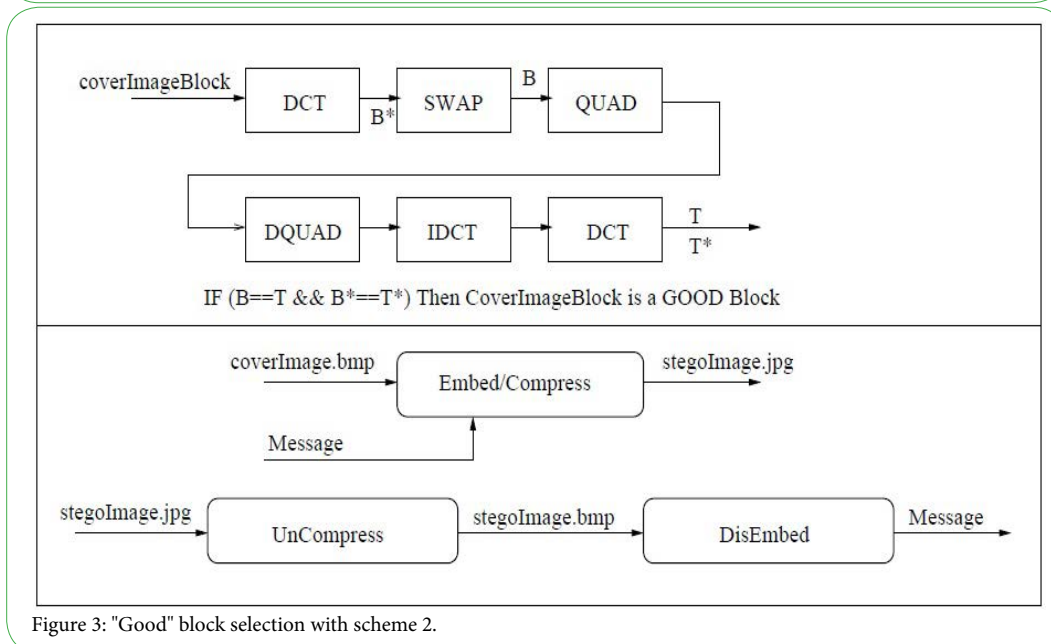 coverImageBlock
DCT
B*
SWAP
B
QUAD
DQUAD
IDCT
DCT
T
T*
IF (B==T && B*==T*) Then CoverImageBlock is a GOOD Block
coverImage.bmp
Embed/Compress
stegoImage.jpg
Message
stegoImage.jpg
UnCompress
stegoImage.bmp
DisEmbed
Message
Figure 3: "Good" block selection with scheme 2.